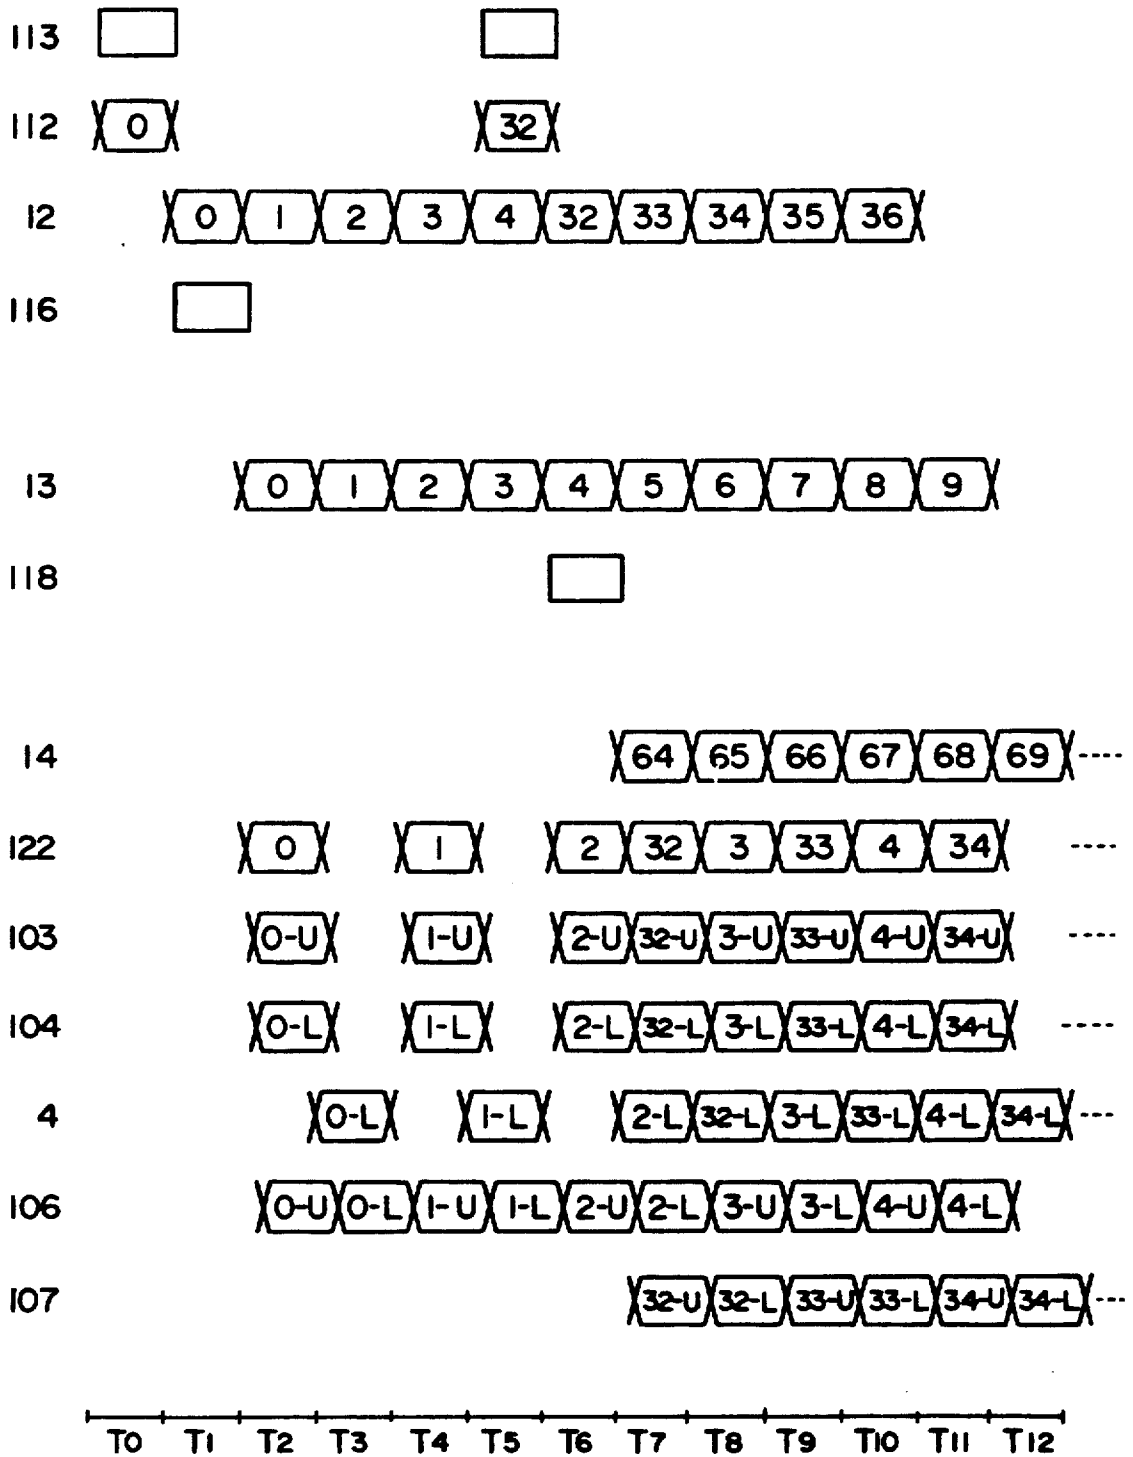 113
112 0 32
12 0 1 2 3 4 32 33 34 35 36
116
13 0 1 2 3 4 5 6 7 8 9
118
14 64 65 66 67 68 69 ----
122 0 1 2 32 3 33 4 34 ----
103 0-U 1-U 2-U 32-U 3-U 33-U 4-U 34-U ----
104 0-L 1-L 2-L 32-L 3-L 33-L 4-L 34-L ----
4 0-L 1-L 2-L 32-L 3-L 33-L 4-L 34-L ---
106 0-U 0-L 1-U 1-L 2-U 2-L 3-U 3-L 4-U 4-L
107 32-U 32-L 33-U 33-L 34-U 34-L ---
T0 T1 T2 T3 T4 T5 T6 T7 T8 T9 T10 T11 T12